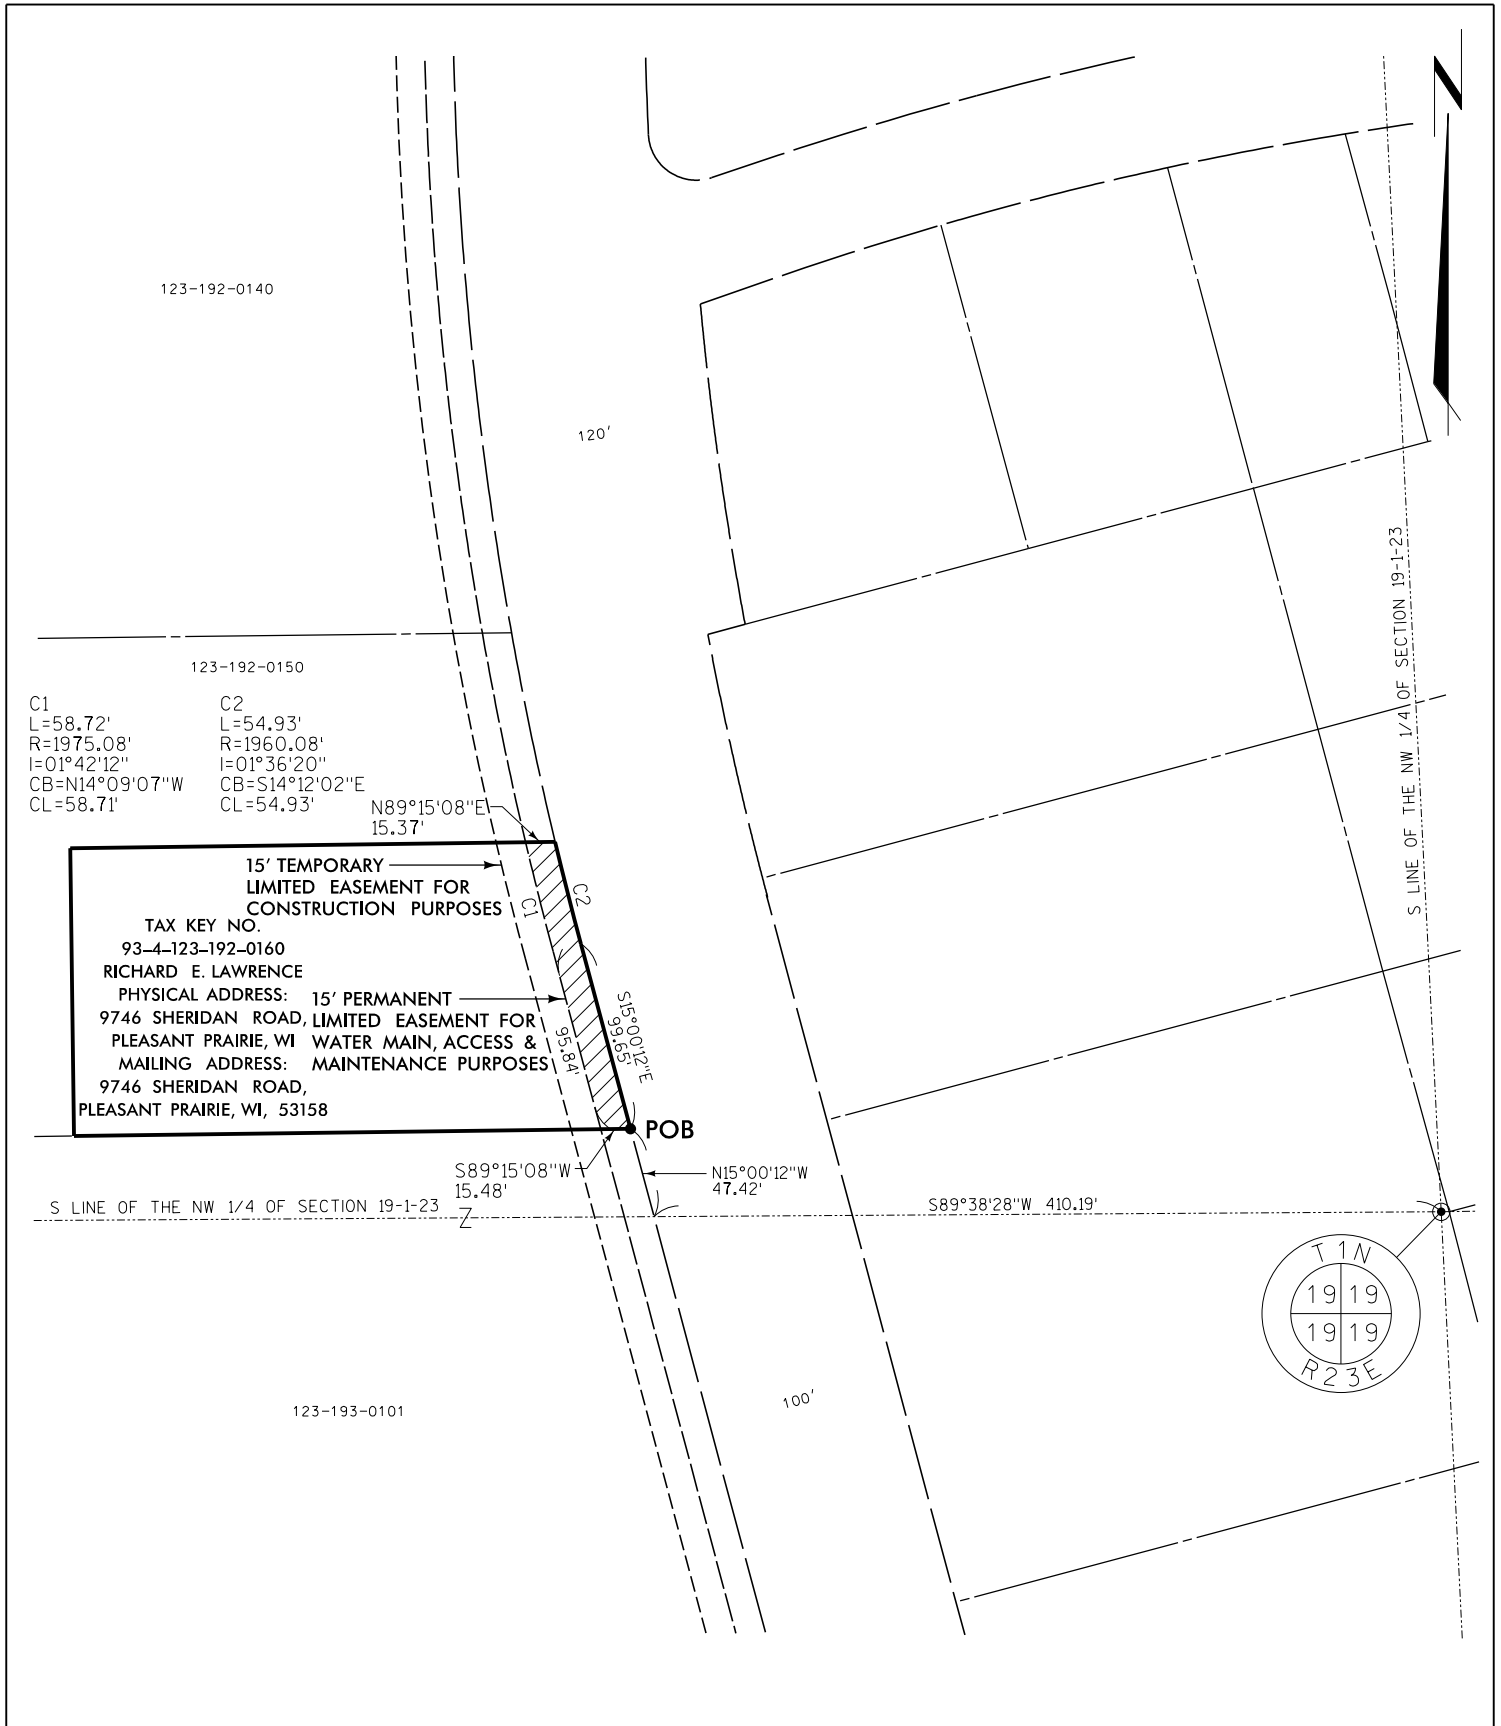 N
123-192-0140
120'
S LINE OF THE NW 1/4 OF SECTION 19-1-23
123-192-0150
C1
L=58.72'
R=1975.08'
I=01°42'12"
CB=N14°09'07"W
CL=58.71'
C2
L=54.93'
R=1960.08'
I=01°36'20"
CB=S14°12'02"E
CL=54.93'
N89°15'08"E
15.37'
15' TEMPORARY
LIMITED EASEMENT FOR
CONSTRUCTION PURPOSES
C1
C2
TAX KEY NO.
93-4-123-192-0160
RICHARD E. LAWRENCE
PHYSICAL ADDRESS:
9746 SHERIDAN ROAD,
PLEASANT PRAIRIE, WI
MAILING ADDRESS:
9746 SHERIDAN ROAD,
PLEASANT PRAIRIE, WI, 53158
15' PERMANENT
LIMITED EASEMENT FOR
WATER MAIN, ACCESS &
MAINTENANCE PURPOSES
95.84'
S15°00'12"E
99.65'
POB
S89°15'08"W
15.48'
N15°00'12"W
47.42'
S LINE OF THE NW 1/4 OF SECTION 19-1-23
Z
S89°38'28"W 410.19'
T1N
19 19
19 19
R23E
123-193-0101
100'